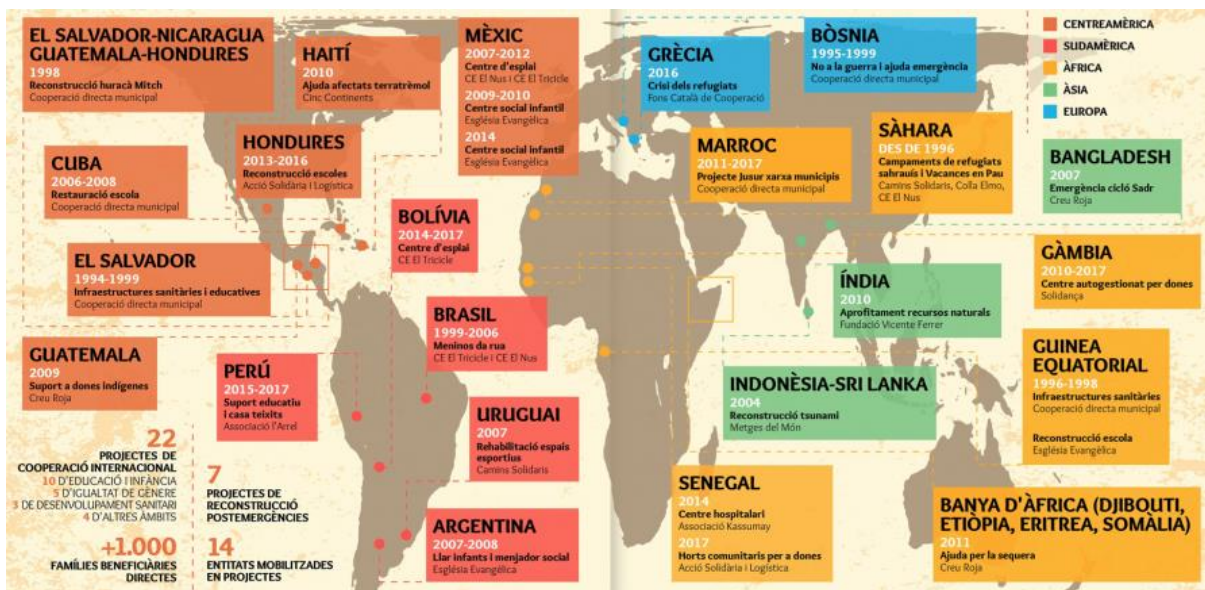 EL SALVADOR-NICARAGUA
GUATEMALA-HONDURES
1998
Reconstrucció huracà Mitch
Cooperació directa municipal
HAITÍ
2010
Ajuda afectats terratrèmol
Cinc Continents
MÈXIC
2007-2012
Centre d'esplai
CE El Nus i CE El Tricicle
2009-2010
Centre social infantil
Església Evangèlica
2014
Centre social infantil
Església Evangèlica
GRÈCIA
2016
Crisi dels refugiats
Fons Català de Cooperació
BÒSNIA
1995-1999
No a la guerra i ajuda emergència
Cooperació directa municipal
CENTREAMÈRICA
SUDAMÈRICA
ÀFRICA
ÀSIA
EUROPA
CUBA
2006-2008
Restauració escola
Cooperació directa municipal
HONDURES
2013-2016
Reconstrucció escoles
Acció Solidària i Logística
MARROC
2011-2017
Projecte Jusur xarxa municipis
Cooperació directa municipal
SÀHARA
DES DE 1996
Campaments de refugiats
sahrauís i Vacances en Pau
Camins Solidaris, Colla Elmo,
CE El Nus
BANGLADESH
2007
Emergència cicló Sadr
Creu Roja
BOLÍVIA
2014-2017
Centre d'esplai
CE El Tricicle
EL SALVADOR
1994-1999
Infraestructures sanitàries i educatives
Cooperació directa municipal
GÀMBIA
2010-2017
Centre autogestionat per dones
Solidança
ÍNDIA
2010
Aprofitament recursos naturals
Fundació Vicente Ferrer
BRASIL
1999-2006
Meninos da rua
CE El Tricicle i CE El Nus
GUATEMALA
2009
Suport a dones indígenes
Creu Roja
PERÚ
2015-2017
Suport educatiu
i casa teixits
Associació l'Arrel
GUINEA
EQUATORIAL
1996-1998
Infraestructures sanitàries
Cooperació directa municipal
Reconstrucció escola
Església Evangèlica
INDONÈSIA-SRI LANKA
2004
Reconstrucció tsunami
Metges del Món
URUGUAI
2007
Rehabilitació espais
esportius
Camins Solidaris
22
PROJECTES DE
COOPERACIÓ INTERNACIONAL
10 D'EDUCACIÓ I INFÀNCIA
5 D'IGUALTAT DE GÈNERE
3 DE DESENVOLUPAMENT SANITARI
4 D'ALTRES ÀMBITS
7
PROJECTES DE
RECONSTRUCCIÓ
POSTEMERGÈNCIES
+1.000
FAMÍLIES BENEFICIÀRIES
DIRECTES
14
ENTITATS MOBILITZADES
EN PROJECTES
ARGENTINA
2007-2008
Llar infants i menjador social
Església Evangèlica
SENEGAL
2014
Centre hospitalari
Associació Kassumay
2017
Horts comunitaris per a dones
Acció Solidària i Logística
BANYA D'ÀFRICA (DJIBOUTI,
ETIÒPIA, ERITREA, SOMÀLIA)
2011
Ajuda per la sequera
Creu Roja